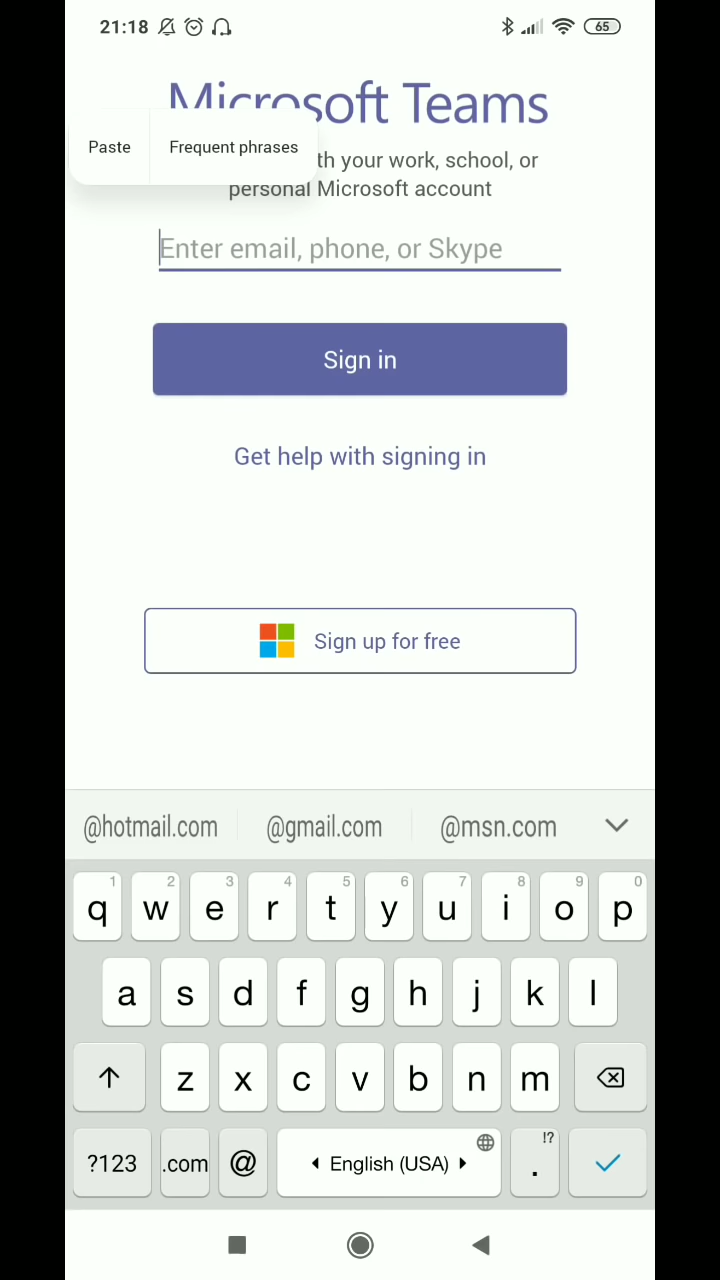 21:18 65
Microsoft Teams
Paste Frequent phrases
th your work, school, or
personal Microsoft account
Enter email, phone, or Skype
Sign in
Get help with signing in
Sign up for free
@hotmail.com @gmail.com @msn.com
1 2 3 4 5 6 7 8 9 0
q w e r t y u i o p
a s d f g h j k l
z x c v b n m
!?
?123 .com @ English (USA) .